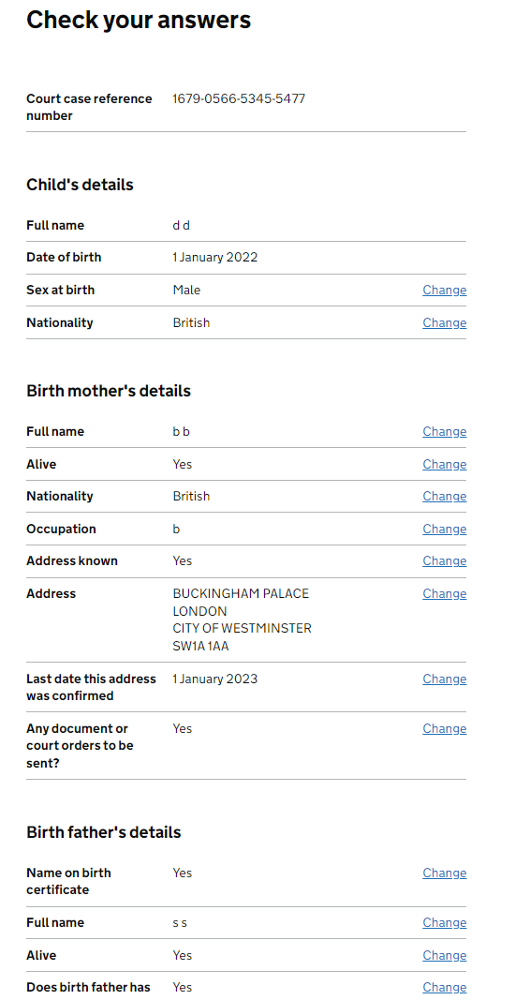 Check your answers
Court case reference 1679-0566-5345-5477
number
Child's details
Full name d d
Date of birth 1 January 2022
Sex at birth Male Change
Nationality British Change
Birth mother's details
Full name b b Change
Alive Yes Change
Nationality British Change
Occupation b Change
Address known Yes Change
Address BUCKINGHAM PALACE Change
LONDON
CITY OF WESTMINSTER
SW1A 1AA
Last date this address 1 January 2023 Change
was confirmed
Any document or Yes Change
court orders to be
sent?
Birth father's details
Name on birth Yes Change
certificate
Full name s s Change
Alive Yes Change
Does birth father has Yes Change